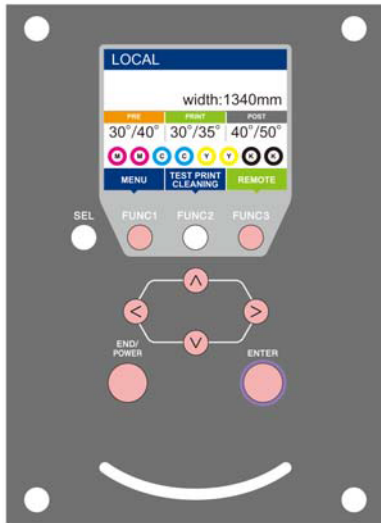 LOCAL
width:1340mm
PRE PRINT POST
30°/40° 30°/35° 40°/50°
M M C C Y Y K K
MENU TEST PRINT CLEANING REMOTE
SEL FUNC1 FUNC2 FUNC3
END/POWER ENTER